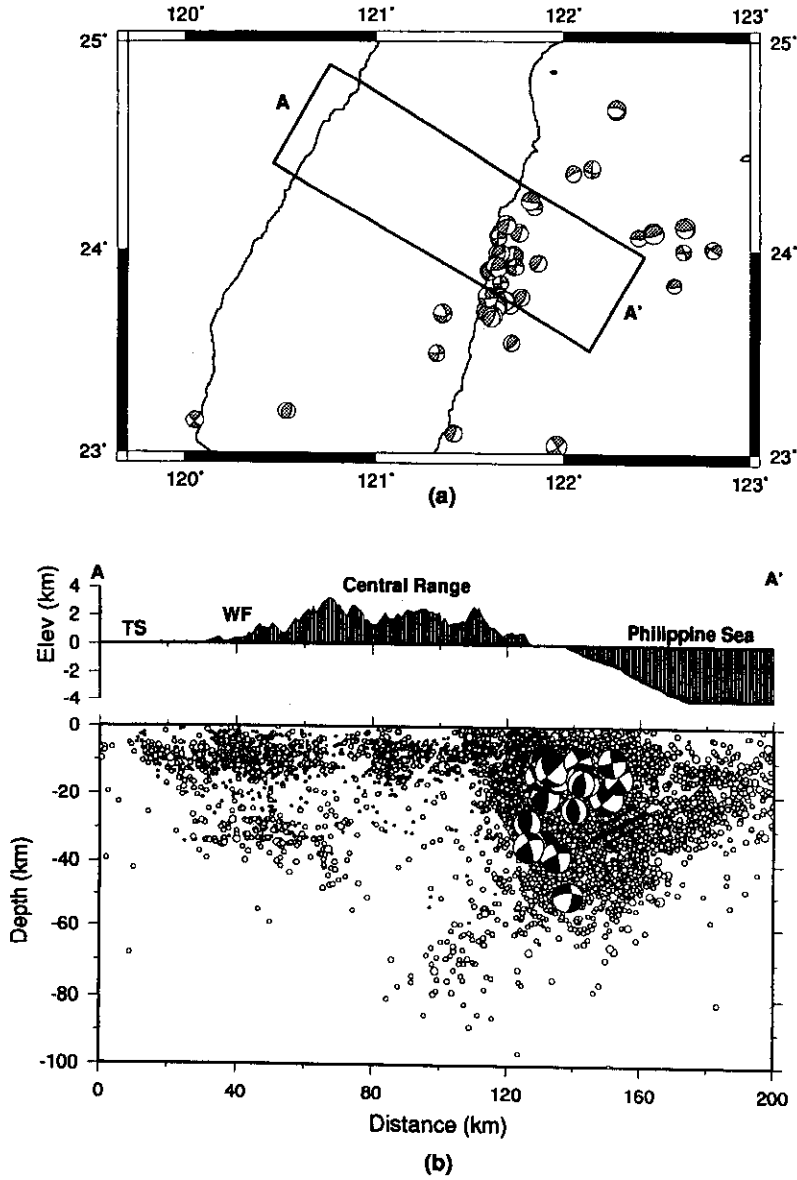 120° 121° 122° 123°
25° 25°
A
24° 24°
A'
23° 23°
120° 121° 122° 123°
(a)
A A'
Elev (km)
4
2
0
-2
-4
TS WF Central Range Philippine Sea
Depth (km)
0
-20
-40
-60
-80
-100
0 40 80 120 160 200
Distance (km)
(b)